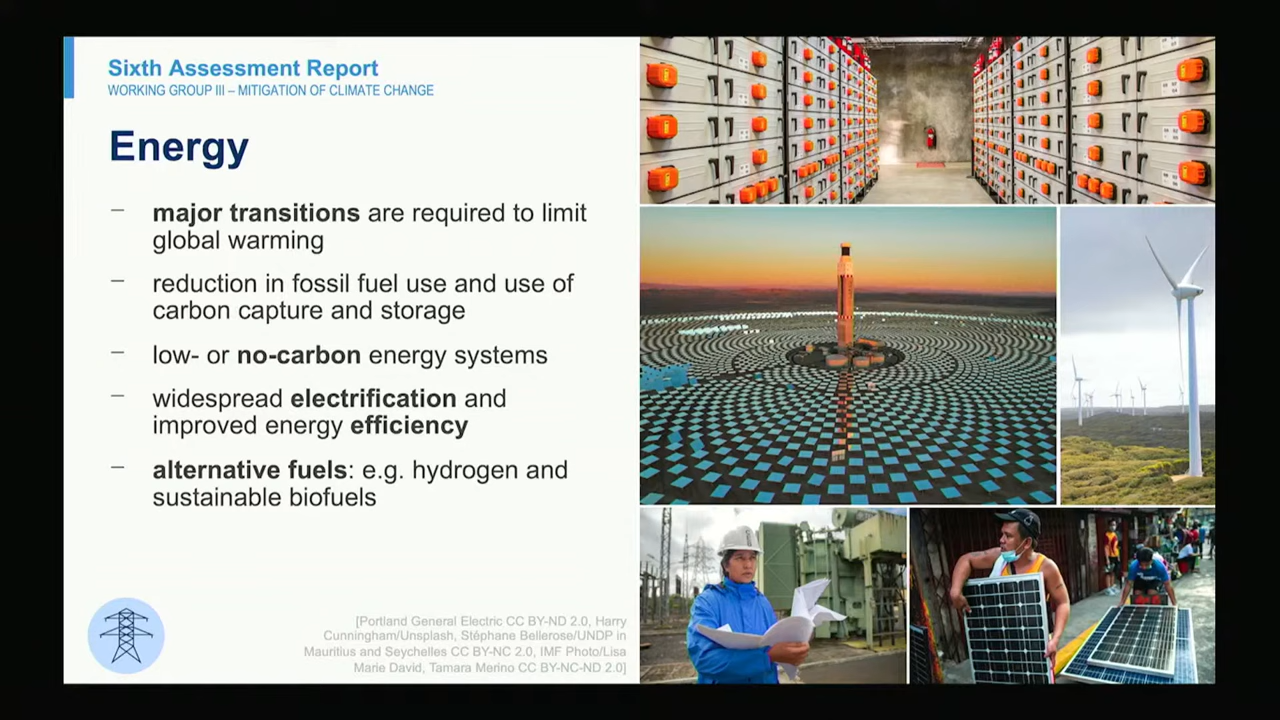 Sixth Assessment Report
WORKING GROUP III – MITIGATION OF CLIMATE CHANGE
Energy
– major transitions are required to limit
global warming
– reduction in fossil fuel use and use of
carbon capture and storage
– low- or no-carbon energy systems
– widespread electrification and
improved energy efficiency
– alternative fuels: e.g. hydrogen and
sustainable biofuels
[Portland General Electric CC BY-ND 2.0, Harry
Cunningham/Unsplash, Stéphane Bellerose/UNDP in
Mauritius and Seychelles CC BY-NC 2.0, IMF Photo/Lisa
Marie David, Tamara Merino CC BY-NC-ND 2.0]